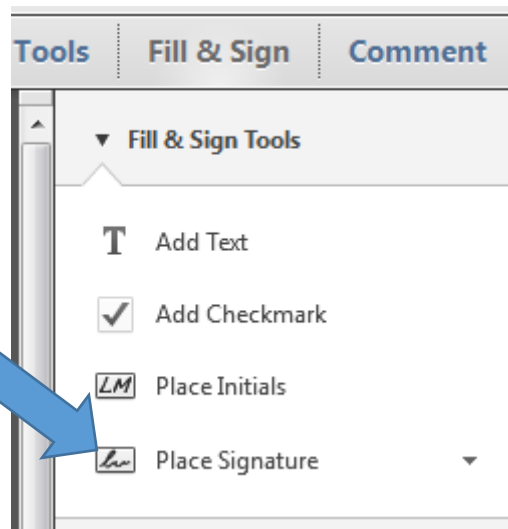 Tools Fill & Sign Comment
Fill & Sign Tools
T Add Text
Add Checkmark
LM Place Initials
Place Signature